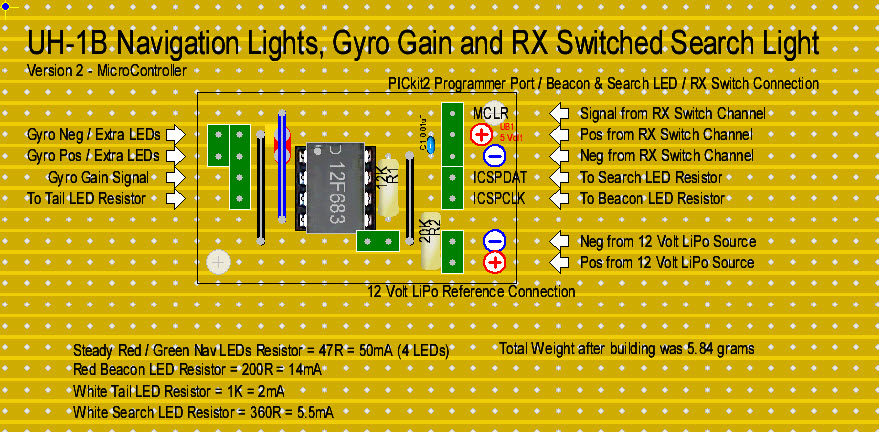 UH-1B Navigation Lights, Gyro Gain and RX Switched Search Light
Version 2 - MicroController
PICkit2 Programmer Port / Beacon & Search LED / RX Switch Connection
MCLR
Signal from RX Switch Channel
Gyro Neg / Extra LEDs
5 Volt
Pos from RX Switch Channel
Gyro Pos / Extra LEDs
Neg from RX Switch Channel
Gyro Gain Signal
12F683
12K
R1
ICSPDAT
To Search LED Resistor
To Tail LED Resistor
ICSPCLK
To Beacon LED Resistor
20K
R2
Neg from 12 Volt LiPo Source
Pos from 12 Volt LiPo Source
12 Volt LiPo Reference Connection
Steady Red / Green Nav LEDs Resistor = 47R = 50mA (4 LEDs)
Total Weight after building was 5.84 grams
Red Beacon LED Resistor = 200R = 14mA
White Tail LED Resistor = 1K = 2mA
White Search LED Resistor = 360R = 5.5mA